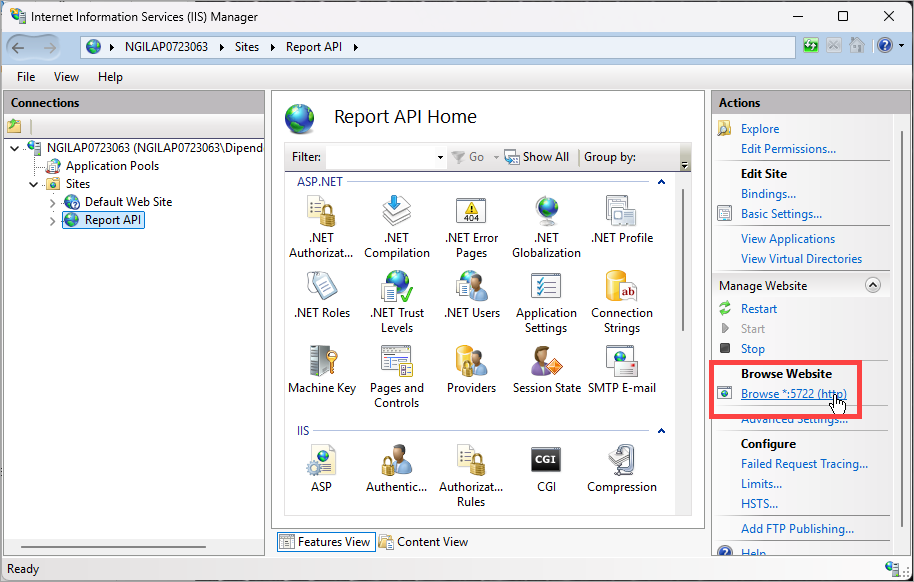 Internet Information Services (IIS) Manager
NGILAP0723063 Sites Report API
File View Help
Connections
NGILAP0723063 (NGILAP0723063\Dipend
Application Pools
Sites
Default Web Site
Report API
Report API Home
Filter: Go Show All Group by:
ASP.NET
.NET Authorizat...
.NET Compilation
404
.NET Error Pages
.NET Globalization
.NET Profile
.NET Roles
.NET Trust Levels
.NET Users
Application Settings
ab
Connection Strings
Machine Key
Pages and Controls
Providers
Session State
SMTP E-mail
IIS
ASP
Authentic...
Authorizat... Rules
CGI
CGI
Compression
Features View Content View
Actions
Explore
Edit Permissions...
Edit Site
Bindings...
Basic Settings...
View Applications
View Virtual Directories
Manage Website
Restart
Start
Stop
Browse Website
Browse *:5722 (http)
Advanced Settings...
Configure
Failed Request Tracing...
Limits...
HSTS...
Add FTP Publishing...
Help
Ready